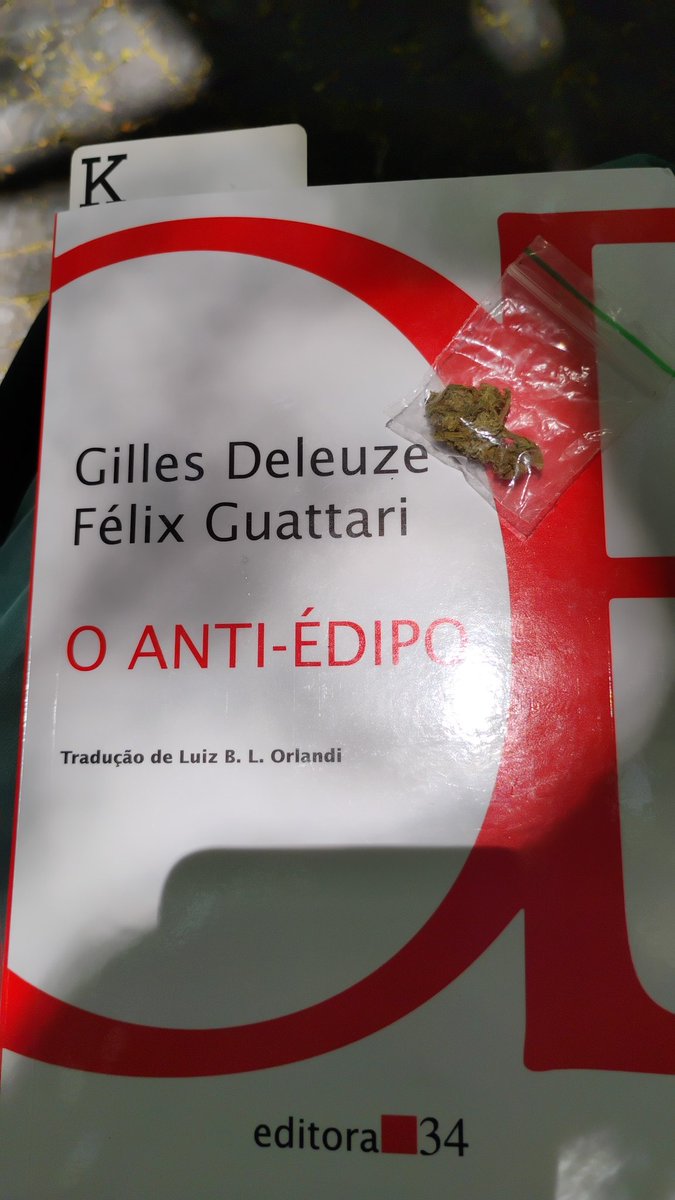 K
Gilles Deleuze
Félix Guattari
O ANTI-ÉDIPO
Tradução de Luiz B. L. Orlandi
editora 34